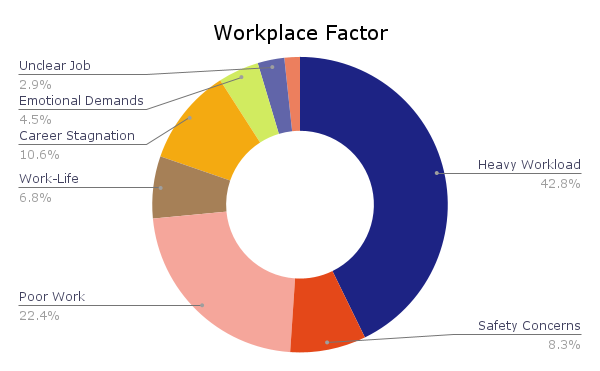 Workplace Factor
Unclear Job
2.9%
Emotional Demands
4.5%
Career Stagnation
10.6%
Work-Life
6.8%
Poor Work
22.4%
Heavy Workload
42.8%
Safety Concerns
8.3%